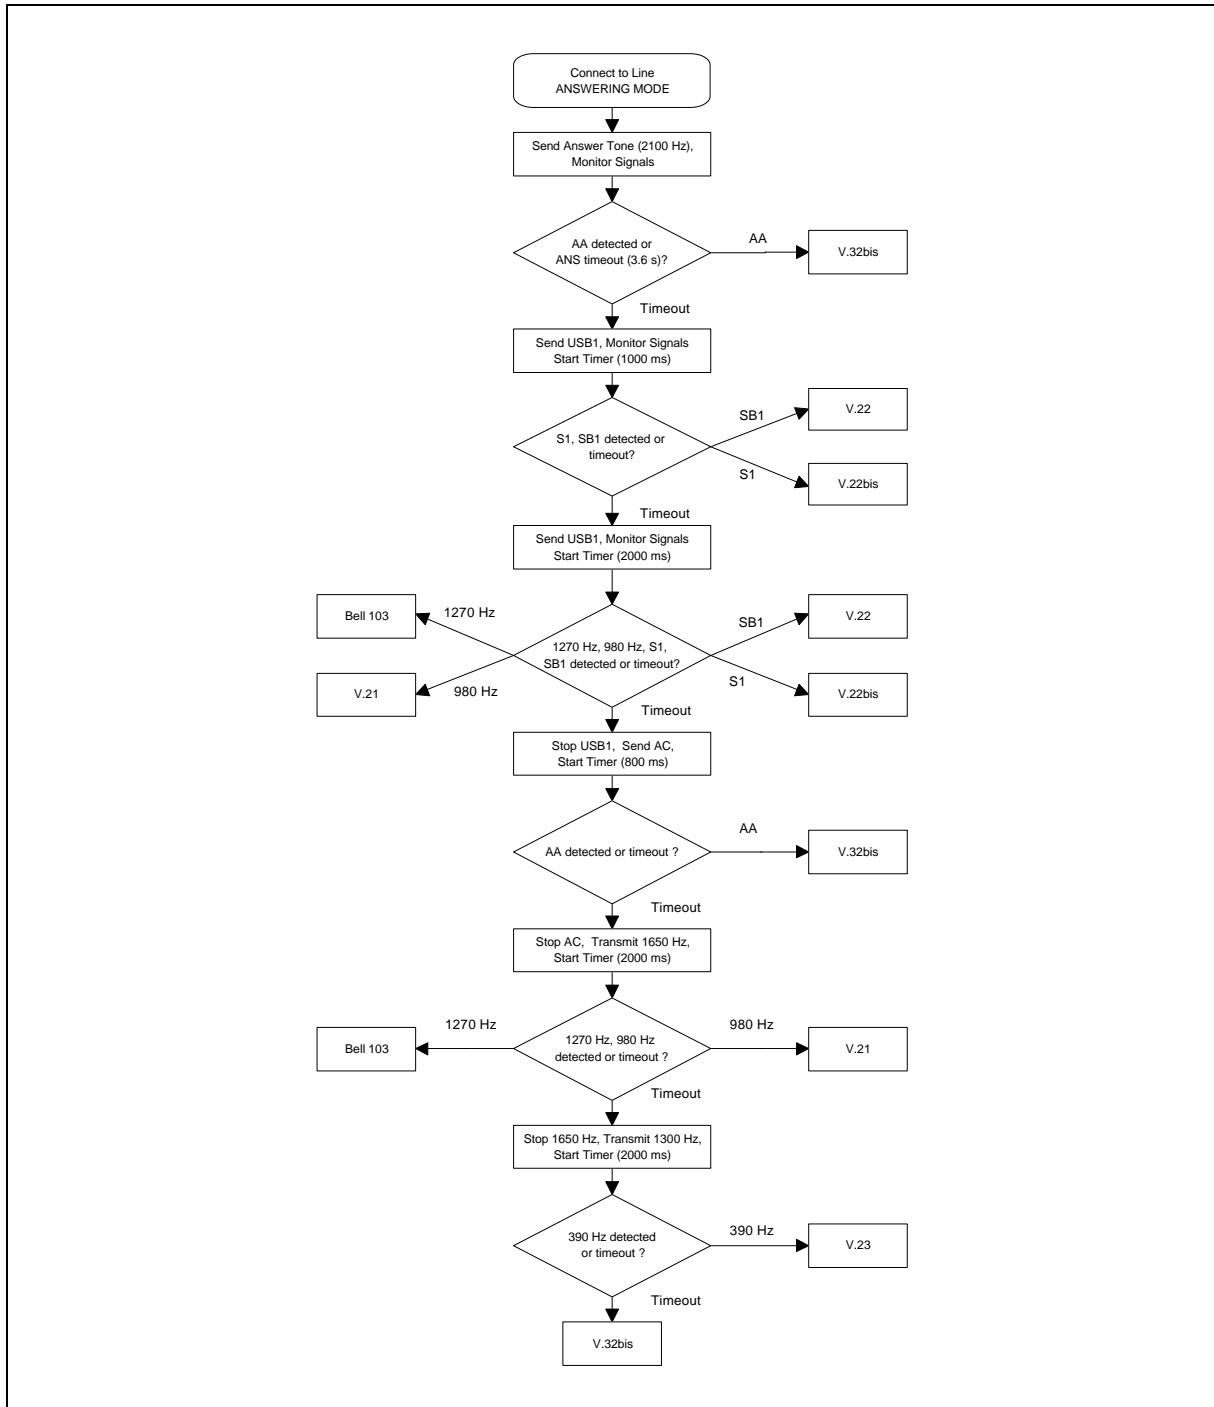 Connect to Line
ANSWERING MODE
Send Answer Tone (2100 Hz),
Monitor Signals
AA detected or
ANS timeout (3.6 s)?
AA
V.32bis
Timeout
Send USB1, Monitor Signals
Start Timer (1000 ms)
S1, SB1 detected or
timeout?
SB1
V.22
S1
V.22bis
Timeout
Send USB1, Monitor Signals
Start Timer (2000 ms)
Bell 103
1270 Hz
1270 Hz, 980 Hz, S1,
SB1 detected or timeout?
SB1
V.22
V.21
980 Hz
S1
V.22bis
Timeout
Stop USB1, Send AC,
Start Timer (800 ms)
AA detected or timeout ?
AA
V.32bis
Timeout
Stop AC, Transmit 1650 Hz,
Start Timer (2000 ms)
Bell 103
1270 Hz
1270 Hz, 980 Hz
detected or timeout ?
980 Hz
V.21
Timeout
Stop 1650 Hz, Transmit 1300 Hz,
Start Timer (2000 ms)
390 Hz detected
or timeout ?
390 Hz
V.23
Timeout
V.32bis